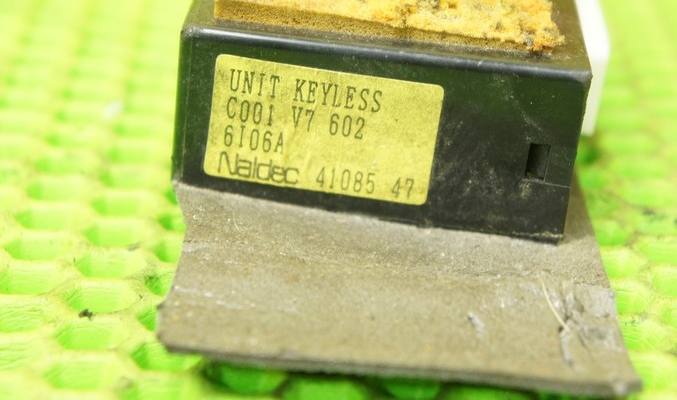 UNIT KEYLESS
C001 V7 602
6I06A
Naldec 41085 47